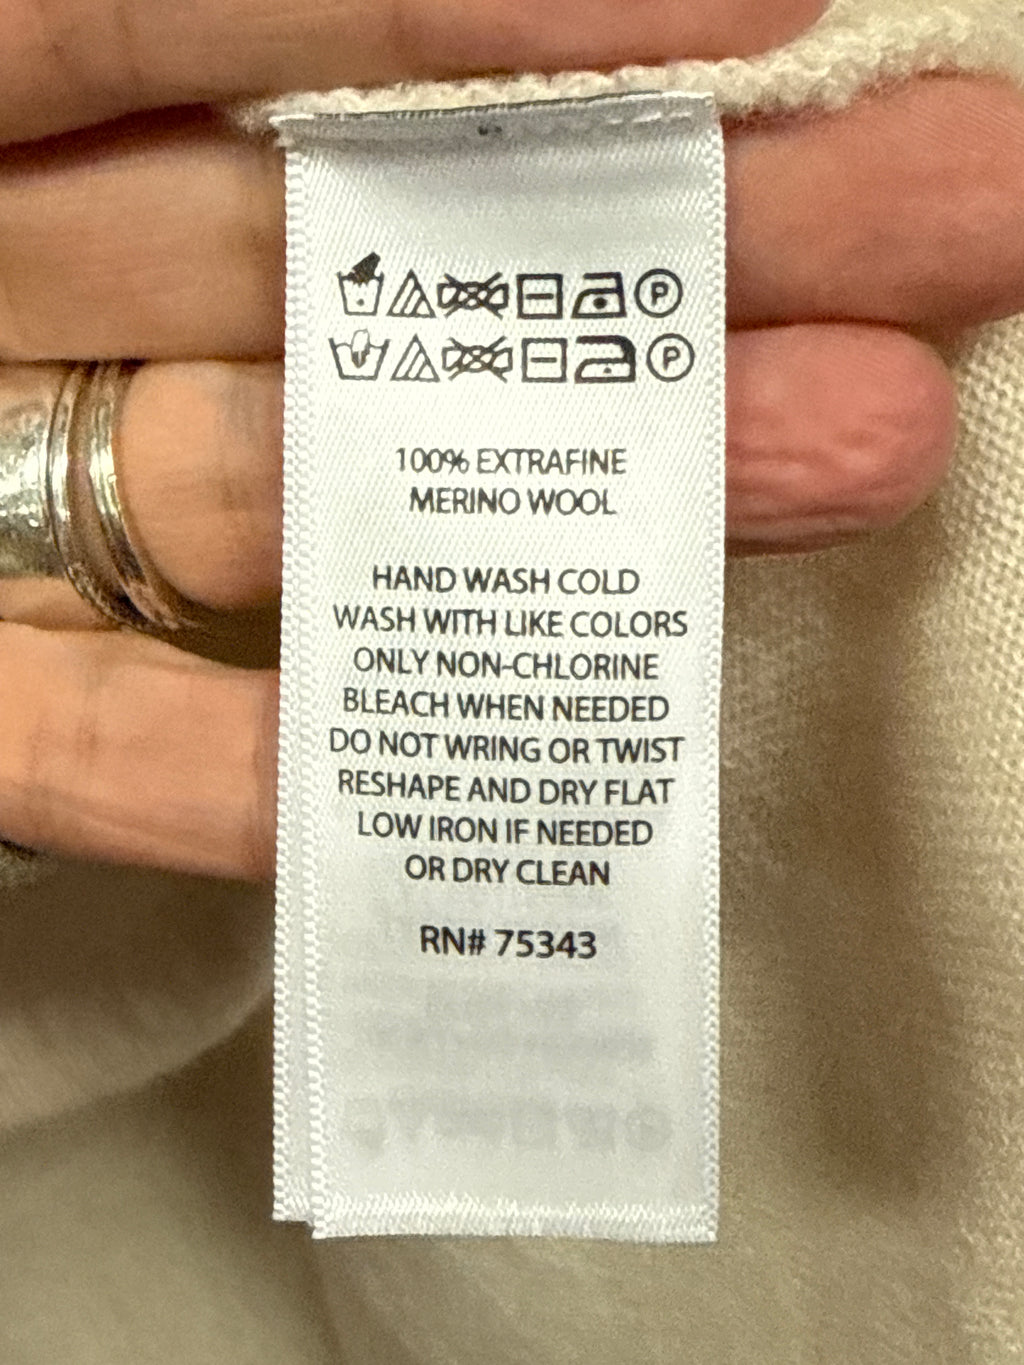 P
P
100% EXTRAFINE
MERINO WOOL
HAND WASH COLD
WASH WITH LIKE COLORS
ONLY NON-CHLORINE
BLEACH WHEN NEEDED
DO NOT WRING OR TWIST
RESHAPE AND DRY FLAT
LOW IRON IF NEEDED
OR DRY CLEAN
RN# 75343